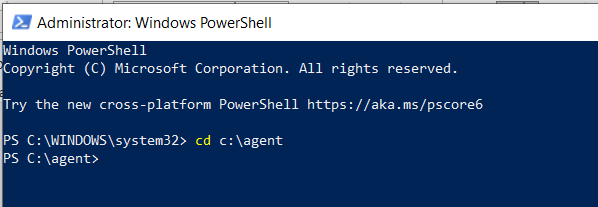 Administrator: Windows PowerShell
Windows PowerShell
Copyright (C) Microsoft Corporation. All rights reserved.
Try the new cross-platform PowerShell https://aka.ms/pscore6
PS C:\WINDOWS\system32> cd c:\agent
PS C:\agent>